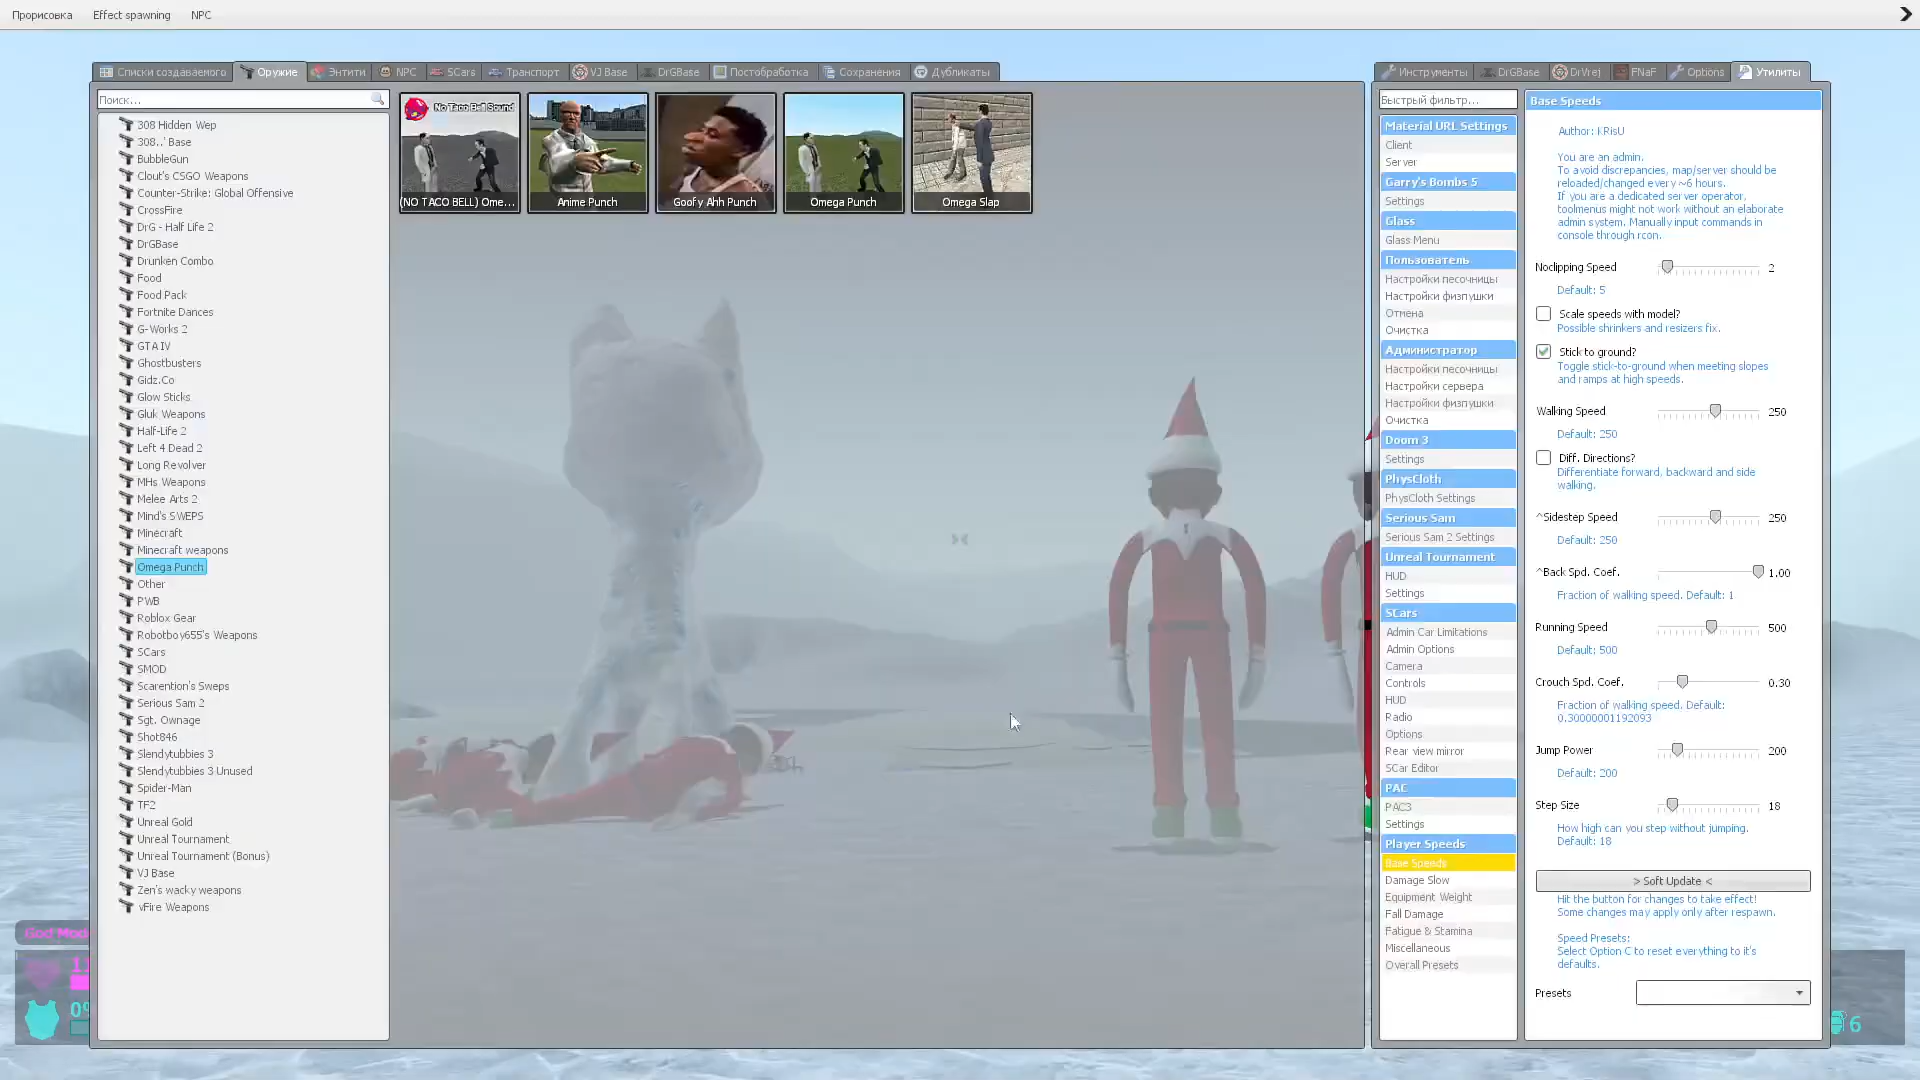 Прорисовка
Effect spawning
NPC
Списки создаваемого
Оружие
Энтити
NPC
SCars
Транспорт
VJ Base
DrGBase
Постобработка
Сохранения
Дубликаты
Инструменты
DrGBase
DrVrej
FNaF
Options
Утилиты
Поиск...
308 Hidden Wep
308..' Base
BubbleGun
Clout's CSGO Weapons
Counter-Strike: Global Offensive
CrossFire
DrG - Half Life 2
DrGBase
Drunken Combo
Food
Food Pack
Fortnite Dances
G-Works 2
GTA IV
Ghostbusters
Gidz.Co
Glow Sticks
Gluk Weapons
Half-Life 2
Left 4 Dead 2
Long Revolver
MHs Weapons
Melee Arts 2
Mind's SWEPS
Minecraft
Minecraft weapons
Omega Punch
Other
PWB
Roblox Gear
Robotboy655's Weapons
SCars
SMOD
Scarention's Sweps
Serious Sam 2
Sgt. Ownage
Shot846
Slendytubbies 3
Slendytubbies 3 Unused
Spider-Man
TF2
Unreal Gold
Unreal Tournament
Unreal Tournament (Bonus)
VJ Base
Zen's wacky weapons
vFire Weapons
No Taco Bell Sound
(NO TACO BELL) Ome...
Anime Punch
Goofy Ahh Punch
Omega Punch
Omega Slap
Быстрый фильтр...
Material URL Settings
Client
Server
Garry's Bombs 5
Settings
Glass
Glass Menu
Пользователь
Настройки песочницы
Настройки физпушки
Отмена
Очистка
Администратор
Настройки песочницы
Настройки сервера
Настройки физпушки
Очистка
Doom 3
Settings
PhysCloth
PhysCloth Settings
Serious Sam
Serious Sam 2 Settings
Unreal Tournament
HUD
Settings
SCars
Admin Car Limitations
Admin Options
Camera
Controls
HUD
Radio
Options
Rear view mirror
SCar Editor
PAC
PAC3
Settings
Player Speeds
Base Speeds
Damage Slow
Equipment Weight
Fall Damage
Fatigue & Stamina
Miscellaneous
Overall Presets
Base Speeds
Author: kRisU
You are an admin.
To avoid discrepancies, map/server should be
reloaded/changed every ~6 hours.
If you are a dedicated server operator,
toolmenus might not work without an elaborate
admin system. Manually input commands in
console through rcon.
Noclipping Speed 2
Default: 5
Scale speeds with model?
Possible shrinkers and resizers fix.
Stick to ground?
Toggle stick-to-ground when meeting slopes
and ramps at high speeds.
Walking Speed 250
Default: 250
Diff. Directions?
Differentiate forward, backward and side
walking.
^Sidestep Speed 250
Default: 250
^Back Spd. Coef. 1.00
Fraction of walking speed. Default: 1
Running Speed 500
Default: 500
Crouch Spd. Coef. 0.30
Fraction of walking speed. Default:
0.30000001192093
Jump Power 200
Default: 200
Step Size 18
How high can you step without jumping.
Default: 18
> Soft Update <
Hit the button for changes to take effect!
Some changes may apply only after respawn.
Speed Presets:
Select Option C to reset everything to it's
defaults.
Presets
God Mod
11
0%
6